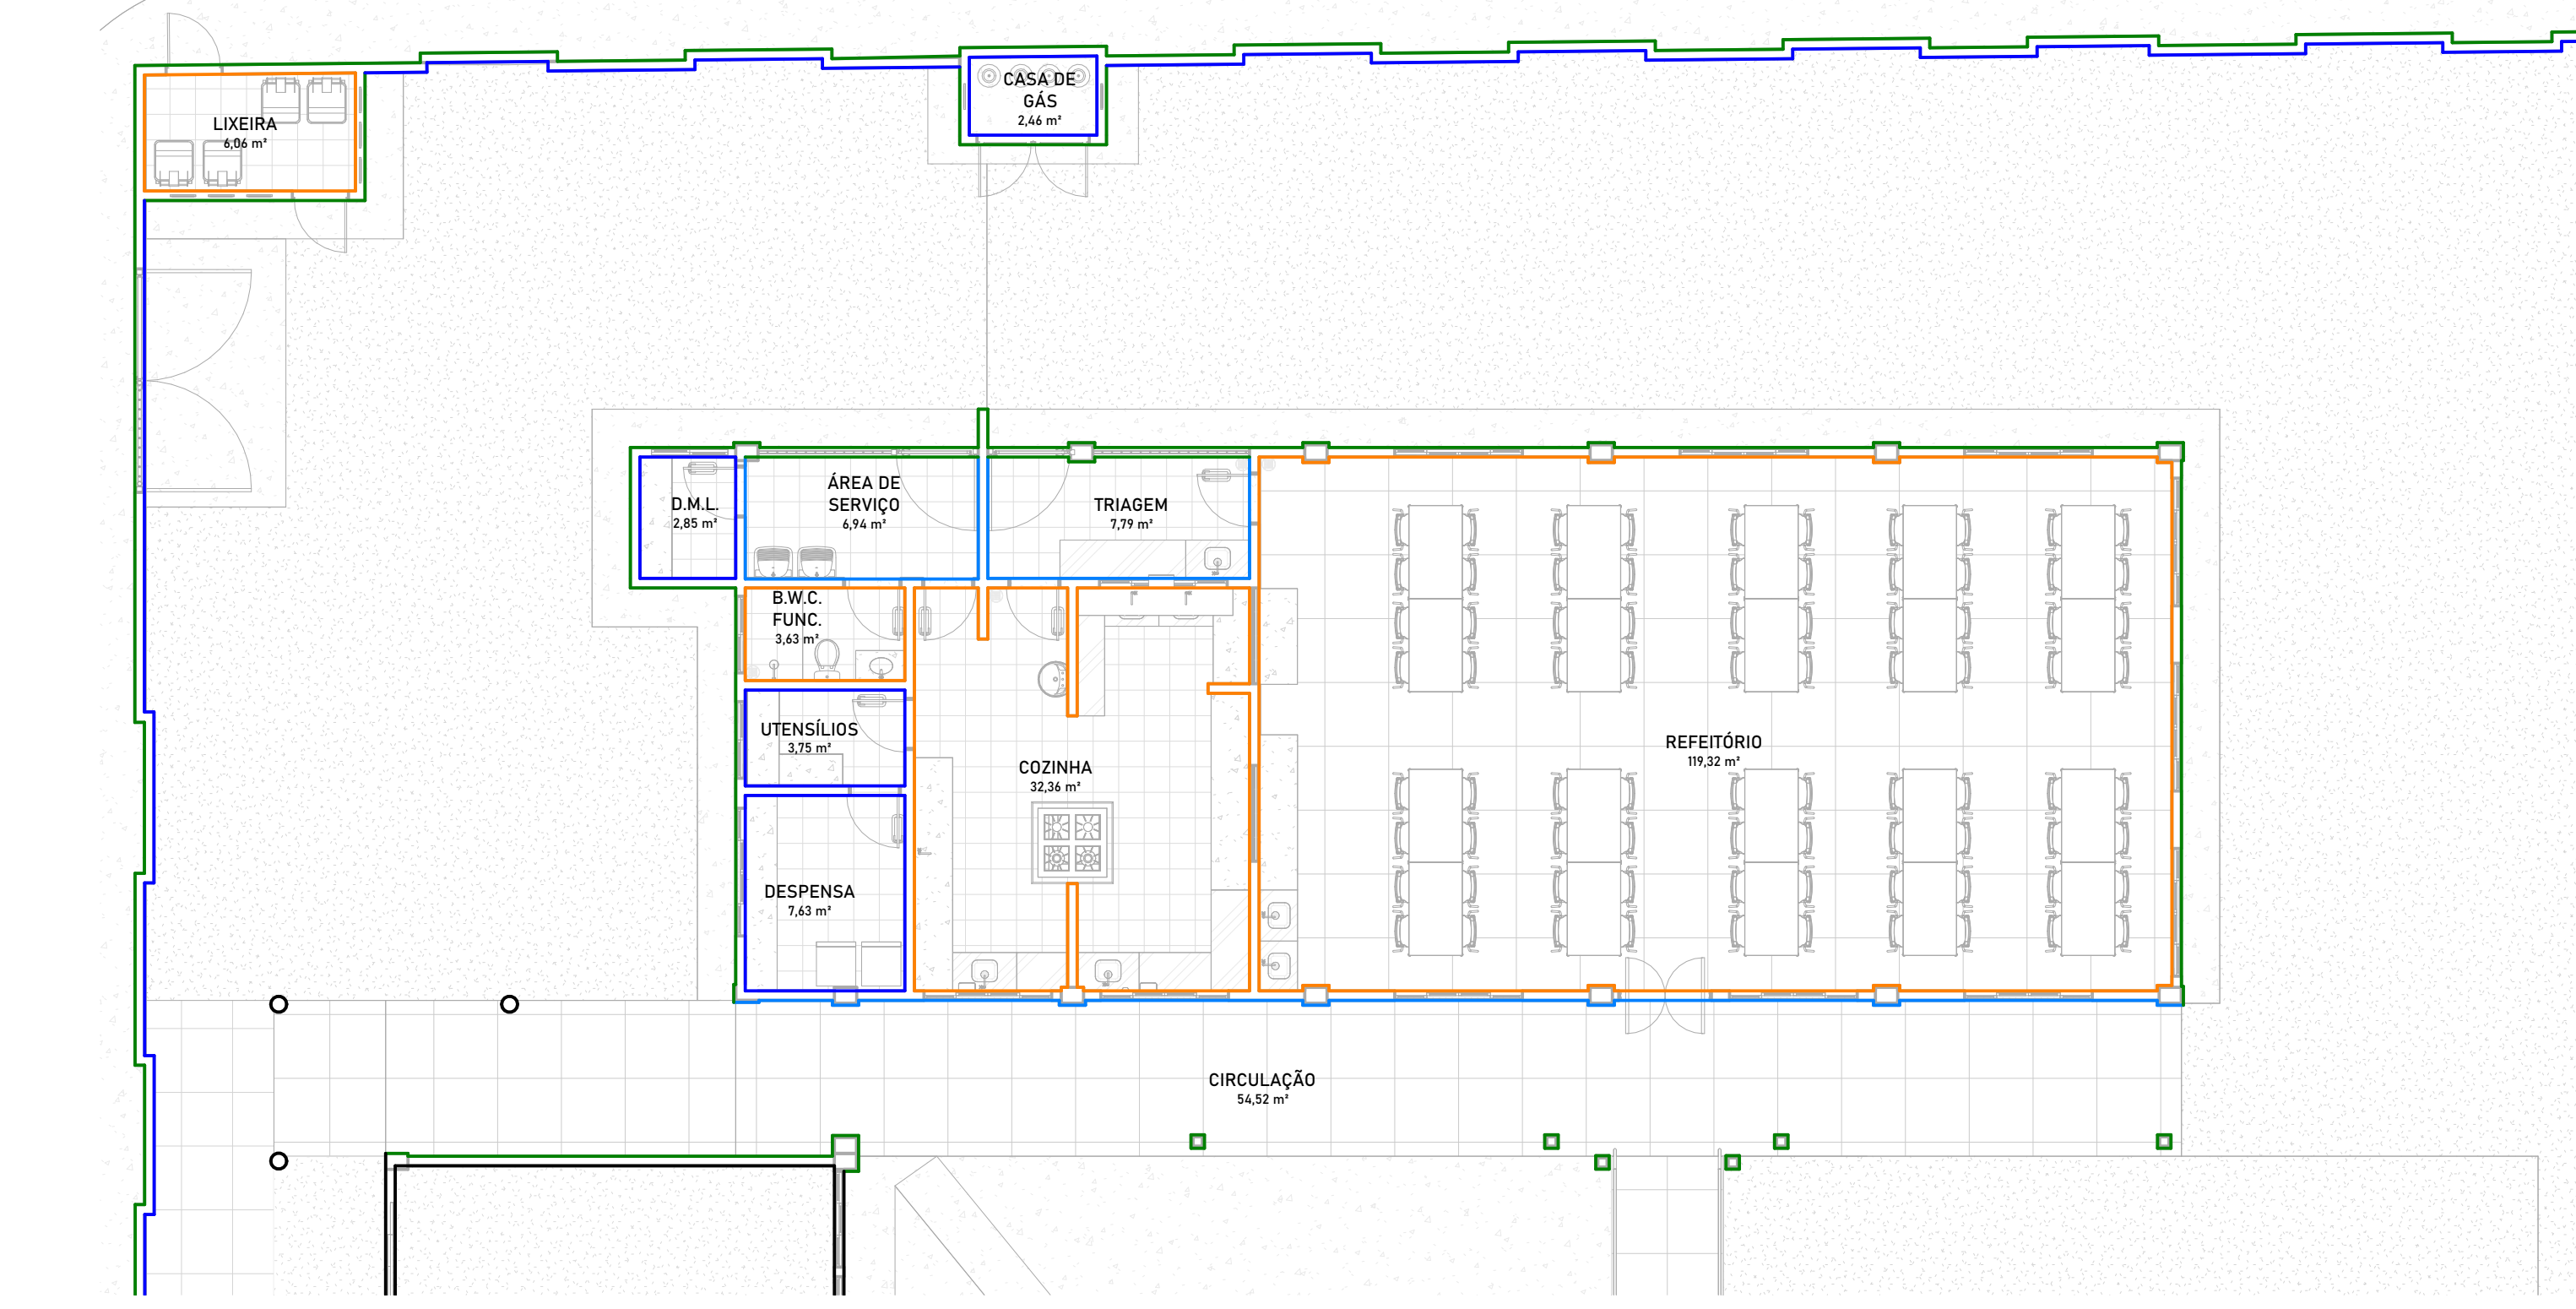 CASA DE
GÁS
2,46 m²
LIXEIRA
6,06 m²
ÁREA DE
SERVIÇO
6,94 m²
D.M.L.
2,85 m²
TRIAGEM
7,79 m²
B.W.C.
FUNC.
3,63 m²
UTENSÍLIOS
3,75 m²
COZINHA
32,36 m²
REFEITÓRIO
119,32 m²
DESPENSA
7,63 m²
CIRCULAÇÃO
54,52 m²